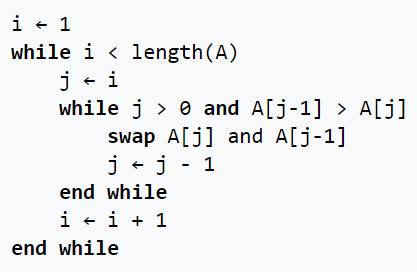 i ← 1
while i < length(A)
    j ← i
    while j > 0 and A[j-1] > A[j]
        swap A[j] and A[j-1]
        j ← j - 1
    end while
    i ← i + 1
end while